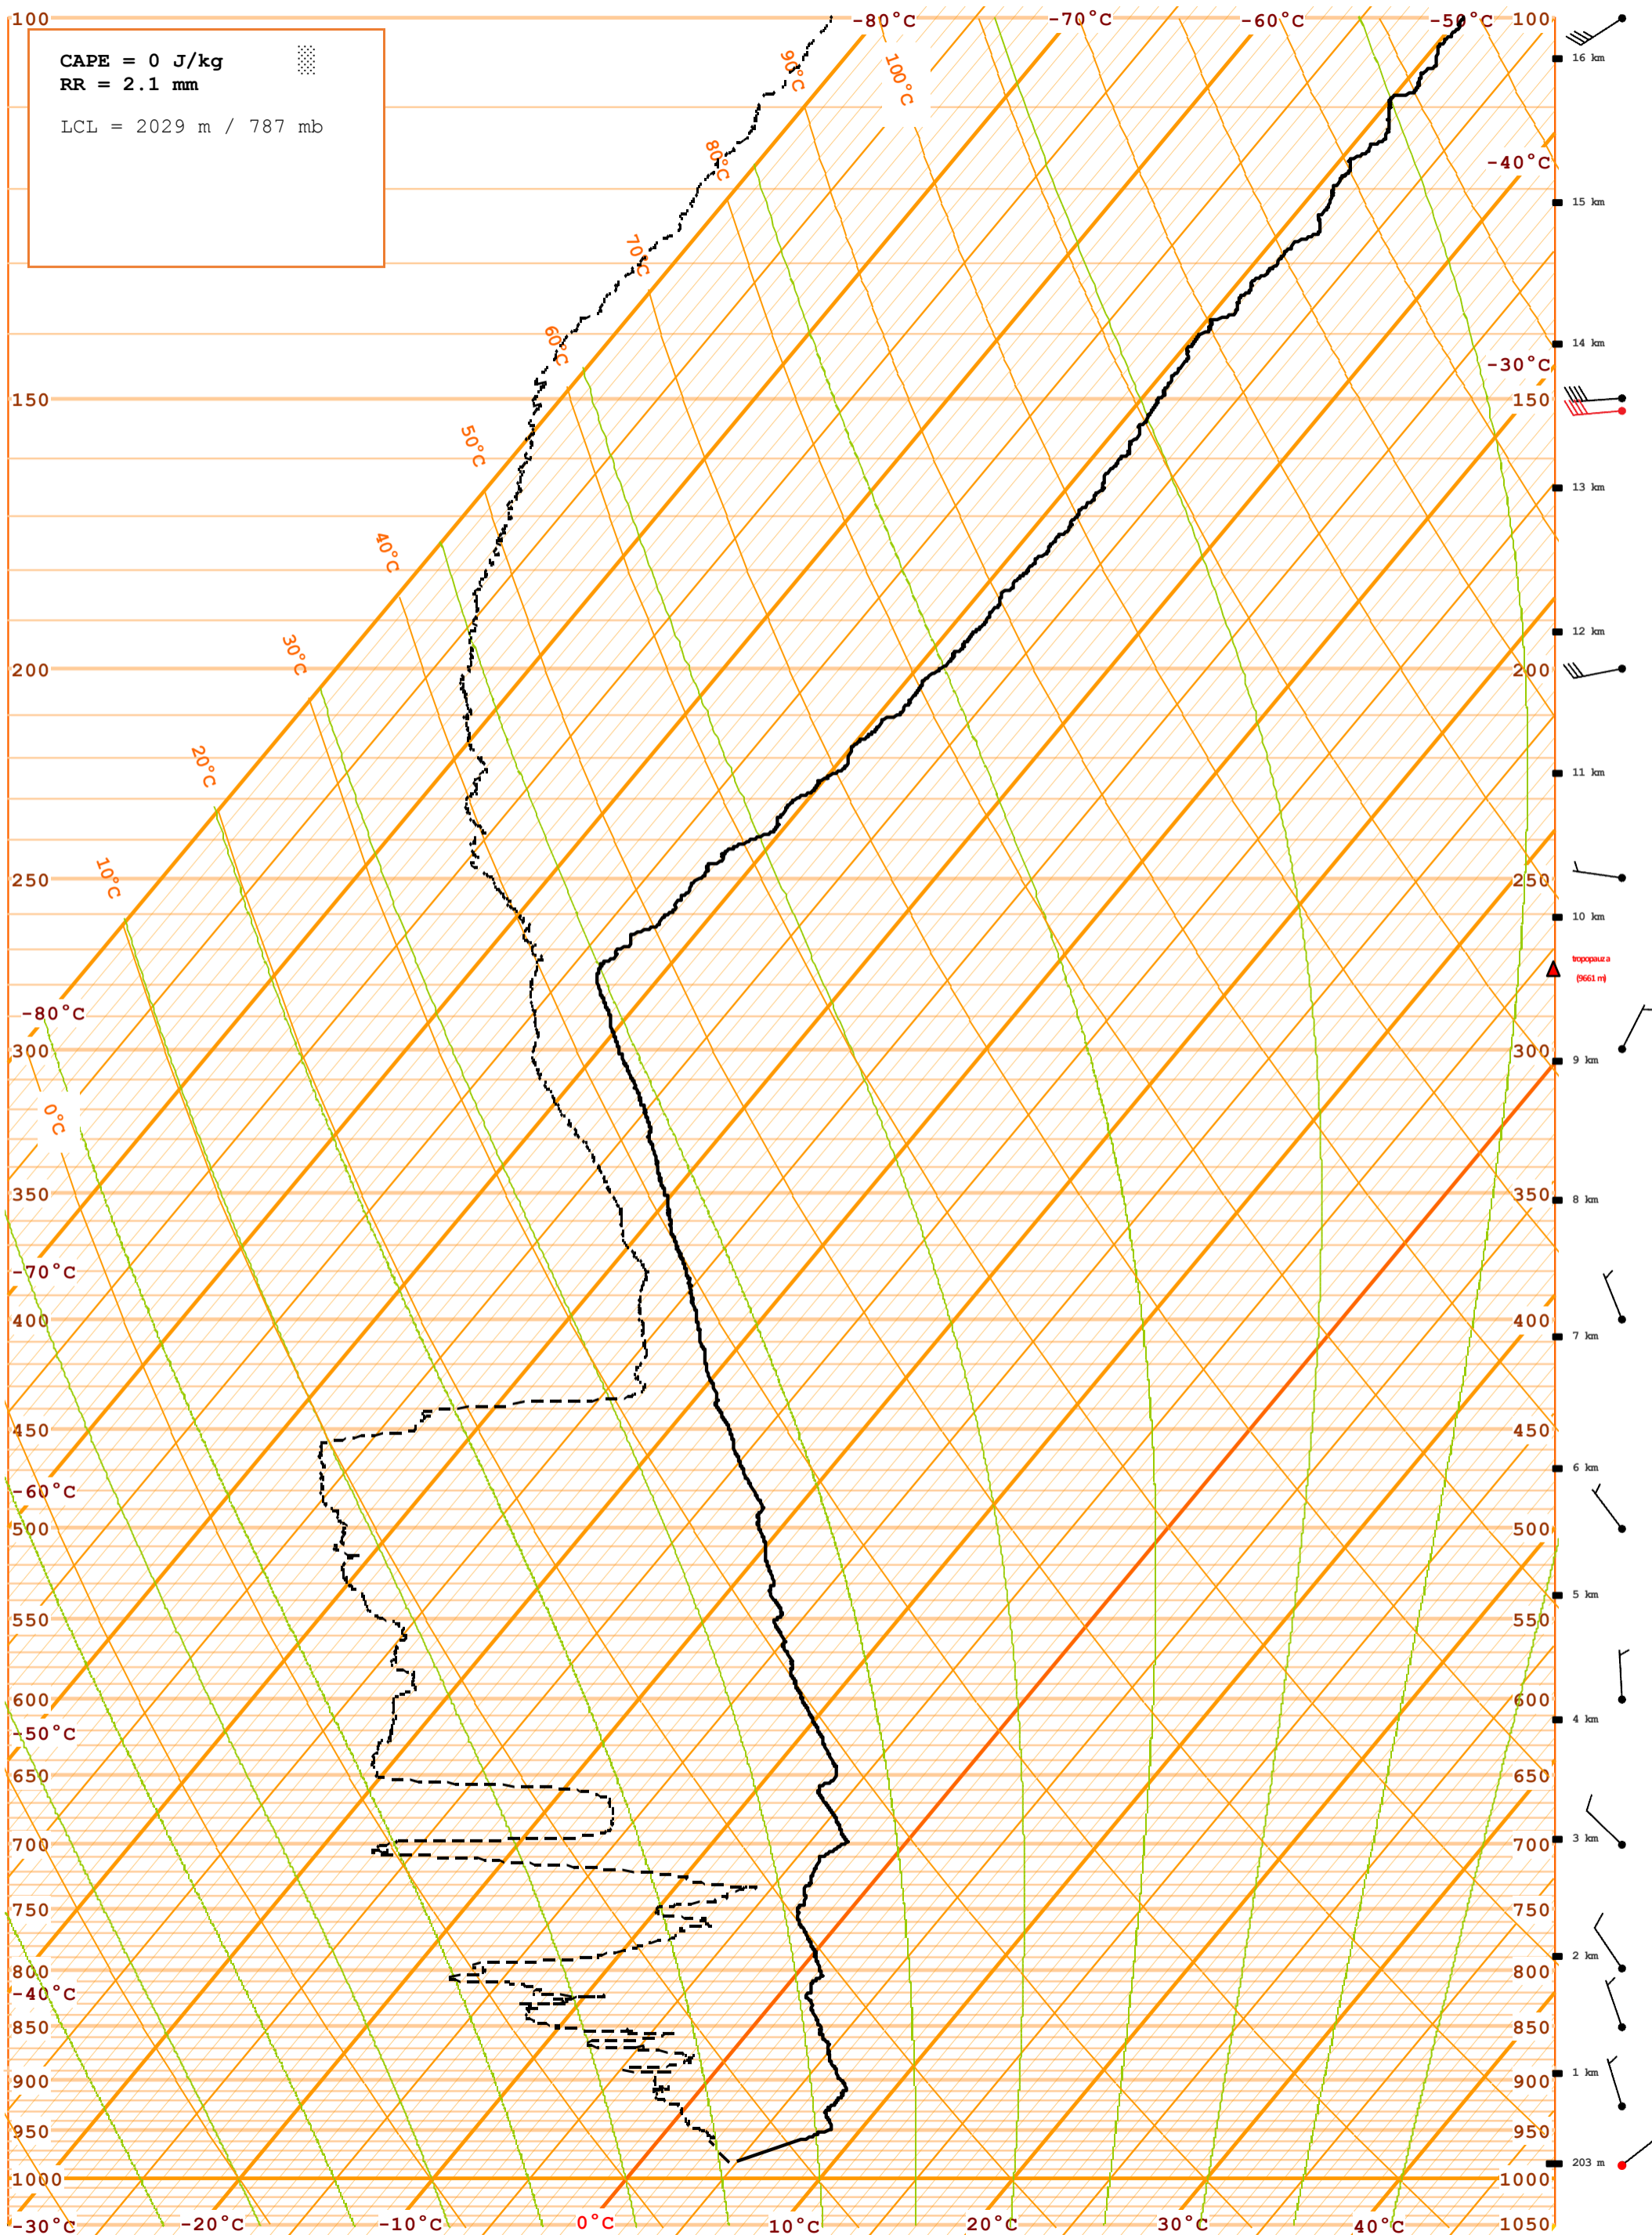 100 -80°C -70°C -60°C -50°C 100
CAPE = 0 J/kg
RR = 2.1 mm
LCL = 2029 m / 787 mb
90°C 100°C 16 km
80°C -40°C
15 km
70°C
60°C 14 km
-30°C
150 150
50°C
13 km
40°C
12 km
30°C
200 200
20°C 11 km
10°C 250 250
10 km
tropopauza
(9661 m)
-80°C
300 300
9 km
0°C
350 350
8 km
-70°C
400 400
7 km
450 450
6 km
-60°C
500 500
5 km
550 550
600 600
4 km
-50°C
650 650
700 700
3 km
750 750
2 km
800 800
-40°C
850 850
1 km
900 900
950 950
203 m
1000 1000
-30°C -20°C -10°C 0°C 10°C 20°C 30°C 40°C 1050